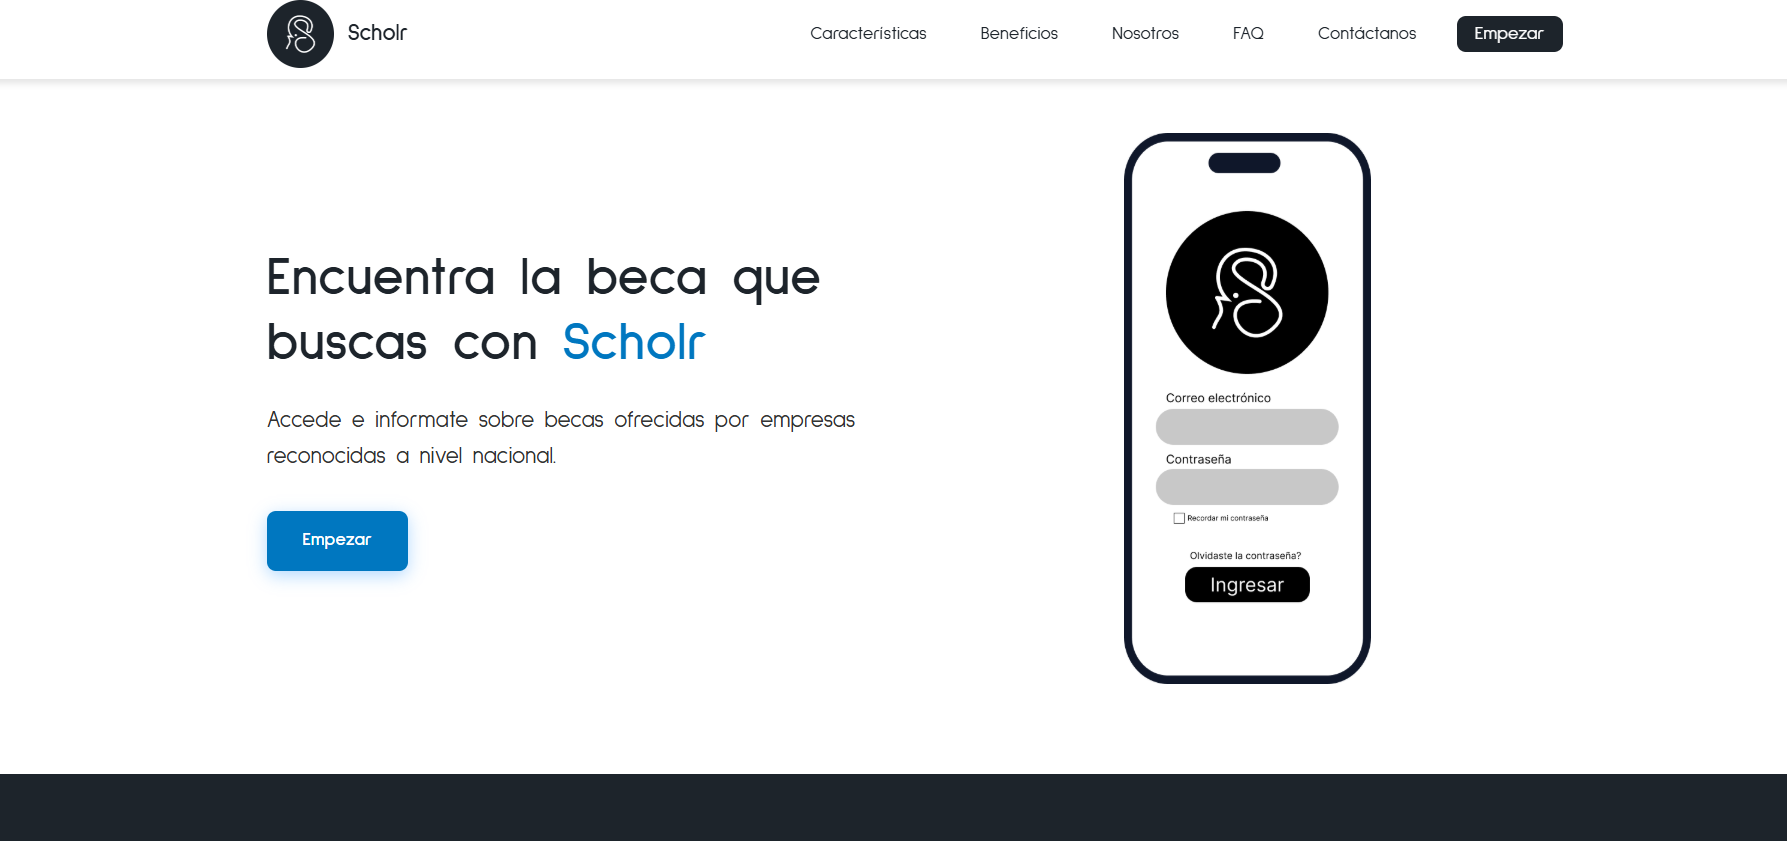 Scholr
Características
Beneficios
Nosotros
FAQ
Contáctanos
Empezar
Encuentra la beca que
buscas con Scholr
Accede e informate sobre becas ofrecidas por empresas
reconocidas a nivel nacional.
Empezar
Correo electrónico
Contraseña
Recordar mi contraseña
Olvidaste la contraseña?
Ingresar